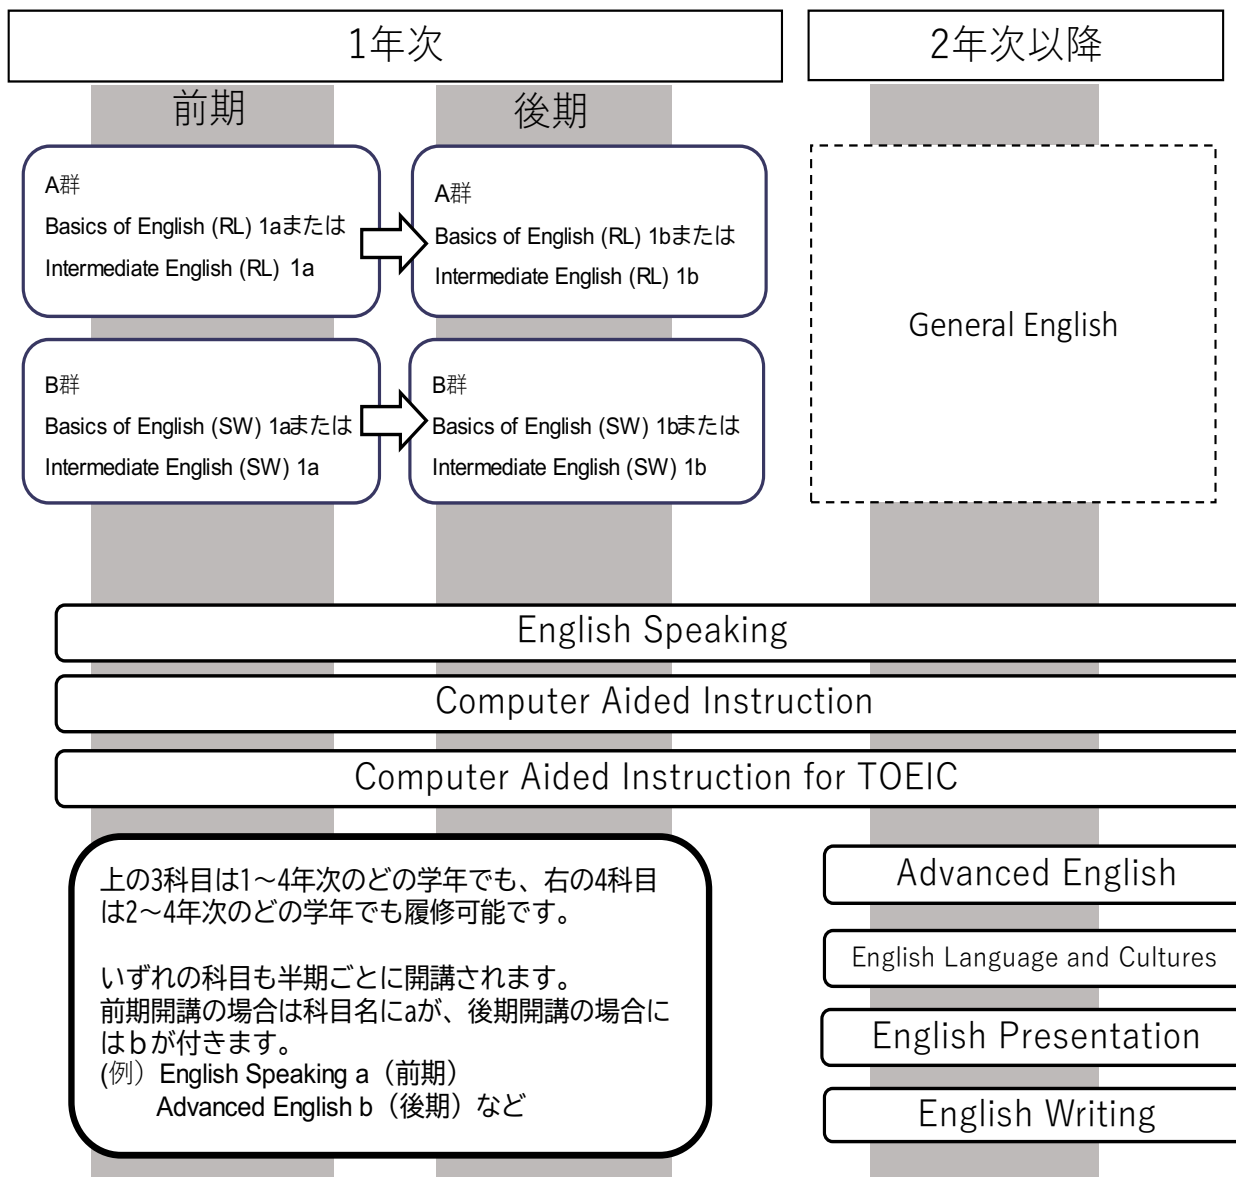 1年次
2年次以降
前期
後期
A群
Basics of English (RL) 1aまたは
Intermediate English (RL) 1a
A群
Basics of English (RL) 1bまたは
Intermediate English (RL) 1b
General English
B群
Basics of English (SW) 1aまたは
Intermediate English (SW) 1a
B群
Basics of English (SW) 1bまたは
Intermediate English (SW) 1b
English Speaking
Computer Aided Instruction
Computer Aided Instruction for TOEIC
上の3科目は1～4年次のどの学年でも、右の4科目
は2～4年次のどの学年でも履修可能です。
いずれの科目も半期ごとに開講されます。
前期開講の場合は科目名にaが、後期開講の場合に
はｂが付きます。
(例）English Speaking a（前期）
Advanced English b（後期）など
Advanced English
English Language and Cultures
English Presentation
English Writing